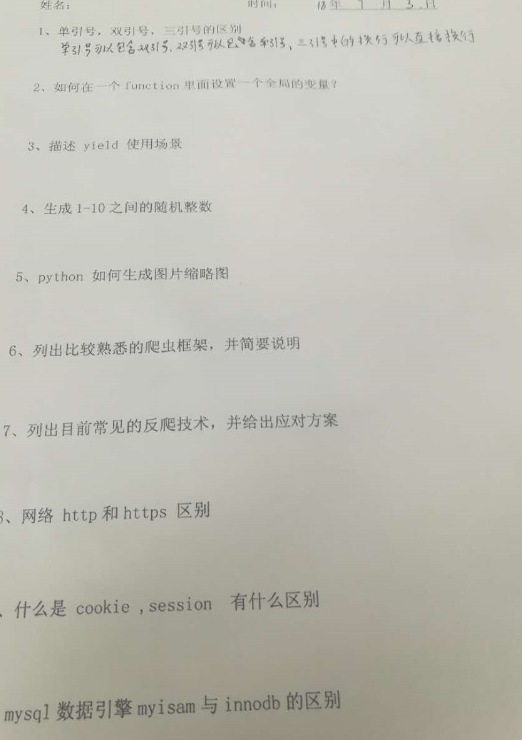 姓名: 时间: 18年 7 月 3 日
1、单引号，双引号，三引号的区别
单引号可以包含双引号，双引号可以包含单引号，三引号中的换行可以直接换行
2、如何在一个 function 里面设置一个全局的变量？
3、描述 yield 使用场景
4、生成 1-10 之间的随机整数
5、python 如何生成图片缩略图
6、列出比较熟悉的爬虫框架，并简要说明
7、列出目前常见的反爬技术，并给出应对方案
8、网络 http 和 https 区别
、什么是 cookie ,session 有什么区别
mysql 数据引擎 myisam 与 innodb 的区别